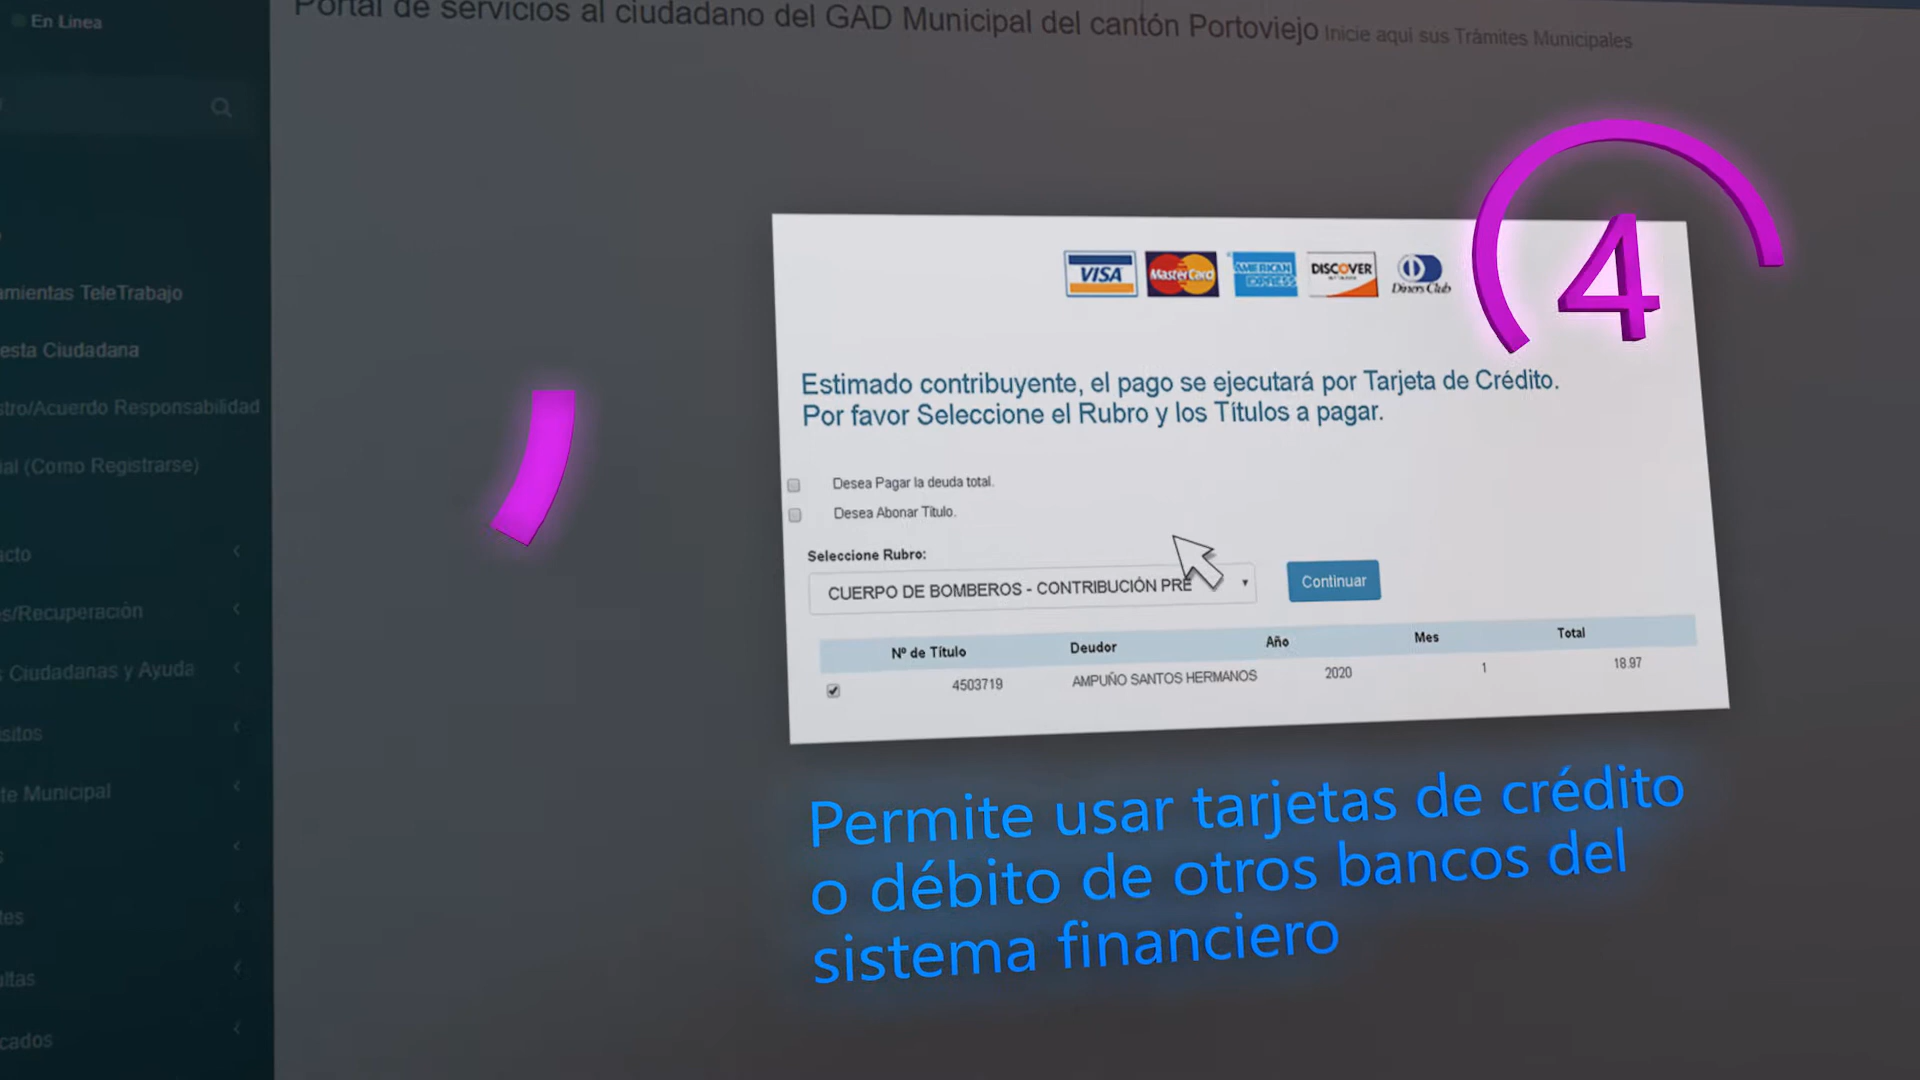 En Linea
Portal de servicios al ciudadano del GAD Municipal del cantón Portoviejo Inicie aquí sus Trámites Municipales
4
VISA MasterCard AMERICAN EXPRESS DISCOVER Diners Club
amientas TeleTrabajo
esta Ciudadana
stro/Acuerdo Responsabilidad
ial (Como Registrarse)
acto
s/Recuperación
s Ciudadanas y Ayuda
isitos
te Municipal
tes
ultas
cados
Estimado contribuyente, el pago se ejecutará por Tarjeta de Crédito.
Por favor Seleccione el Rubro y los Títulos a pagar.
Desea Pagar la deuda total.
Desea Abonar Título.
Seleccione Rubro:
CUERPO DE BOMBEROS - CONTRIBUCIÓN PRE
Continuar
Nº de Título Deudor Año Mes Total
4503719 AMPUÑO SANTOS HERMANOS 2020 1 18.97
Permite usar tarjetas de crédito
o débito de otros bancos del
sistema financiero